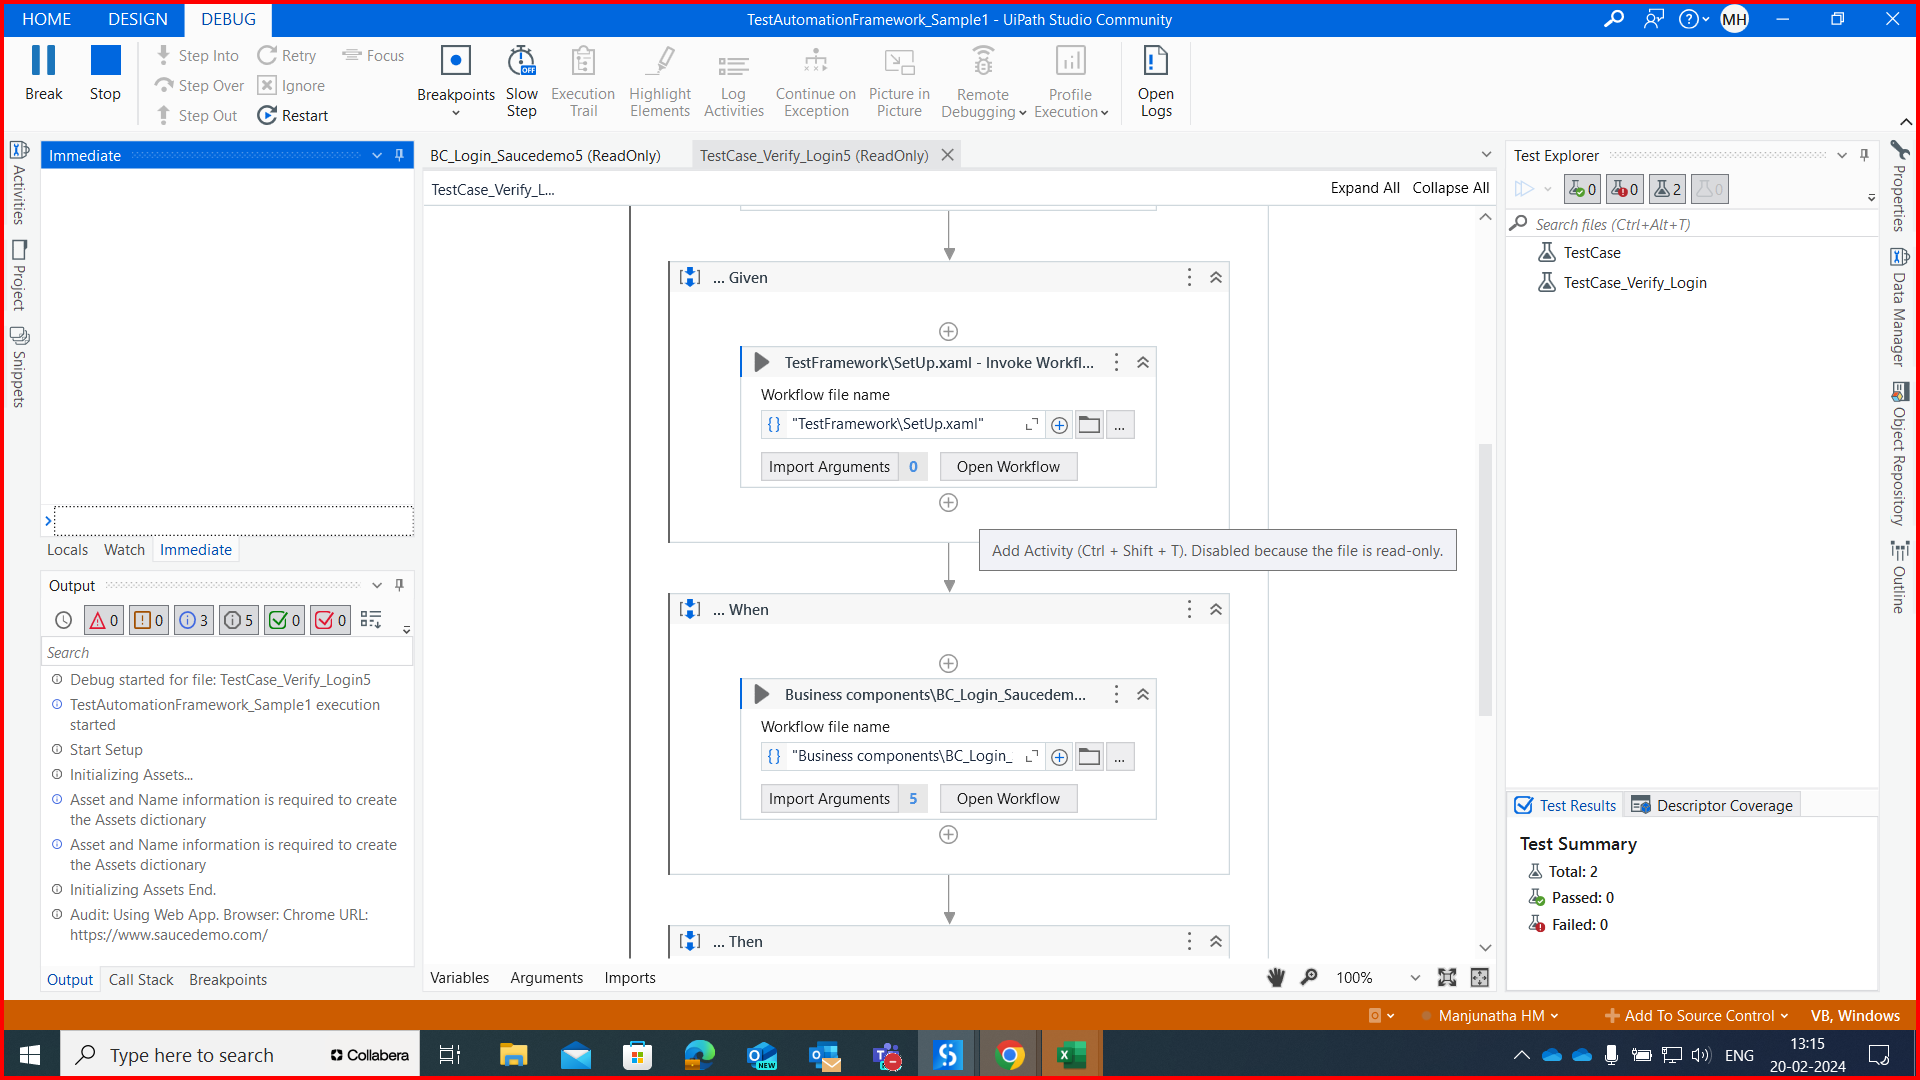 HOME
DESIGN
DEBUG
TestAutomationFramework_Sample1 - UiPath Studio Community
MH
Break
Stop
Step Into
Step Over
Step Out
Retry
Ignore
Restart
Focus
Breakpoints
Slow
Step
OFF
Execution
Trail
Highlight
Elements
Log
Activities
Continue on
Exception
Picture in
Picture
Remote
Debugging
Profile
Execution
Open
Logs
Activities
Project
Snippets
Immediate
Locals
Watch
Immediate
Output
0
0
3
5
0
0
Search
Debug started for file: TestCase_Verify_Login5
TestAutomationFramework_Sample1 execution
started
Start Setup
Initializing Assets...
Asset and Name information is required to create
the Assets dictionary
Asset and Name information is required to create
the Assets dictionary
Initializing Assets End.
Audit: Using Web App. Browser: Chrome URL:
https://www.saucedemo.com/
Output
Call Stack
Breakpoints
BC_Login_Saucedemo5 (ReadOnly)
TestCase_Verify_Login5 (ReadOnly)
TestCase_Verify_L...
Expand All
Collapse All
... Given
TestFramework\SetUp.xaml - Invoke Workfl...
Workflow file name
"TestFramework\SetUp.xaml"
...
Import Arguments 0
Open Workflow
Add Activity (Ctrl + Shift + T). Disabled because the file is read-only.
... When
Business components\BC_Login_Saucedem...
Workflow file name
"Business components\BC_Login_
...
Import Arguments 5
Open Workflow
... Then
Variables
Arguments
Imports
100%
Test Explorer
0
0
2
0
Search files (Ctrl+Alt+T)
TestCase
TestCase_Verify_Login
Test Results
Descriptor Coverage
Test Summary
Total: 2
Passed: 0
Failed: 0
Properties
Data Manager
Object Repository
Outline
Manjunatha HM
Add To Source Control
VB, Windows
Type here to search
Collabera
NEW
ENG
13:15
20-02-2024